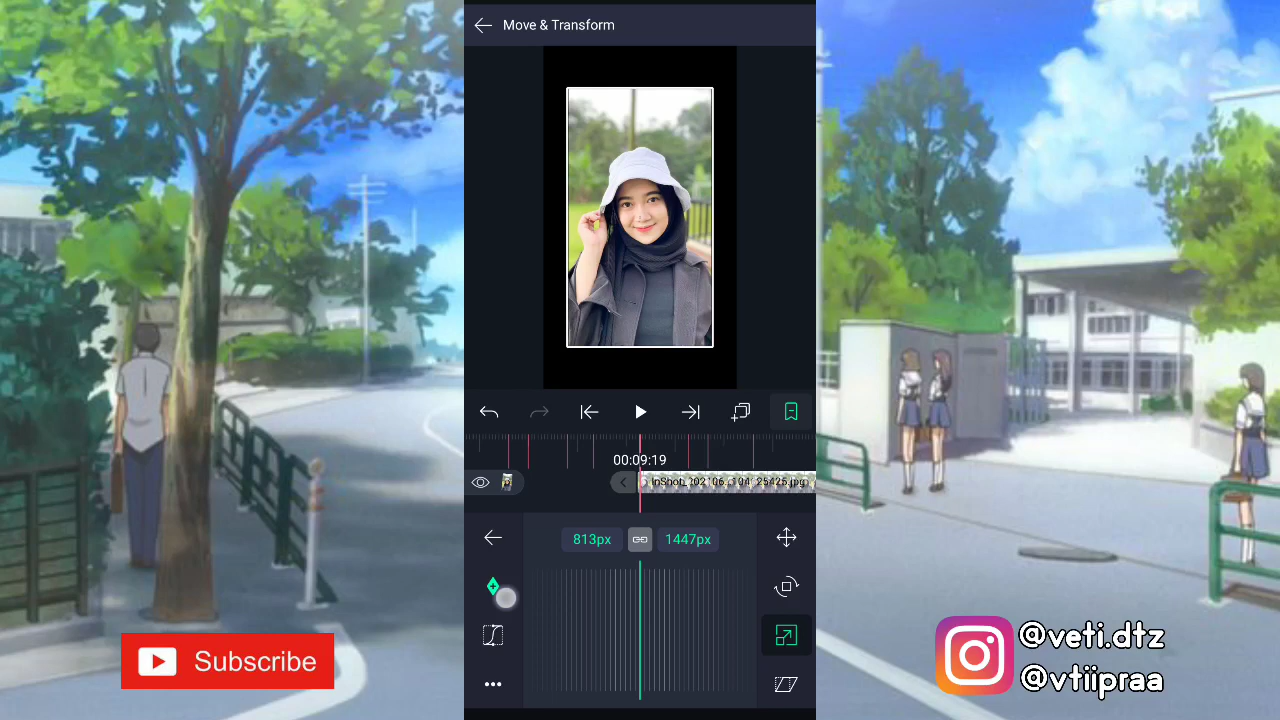 Move & Transform
00:09:19
813px
1447px
Subscribe
@veti.dtz
@vtiipraa